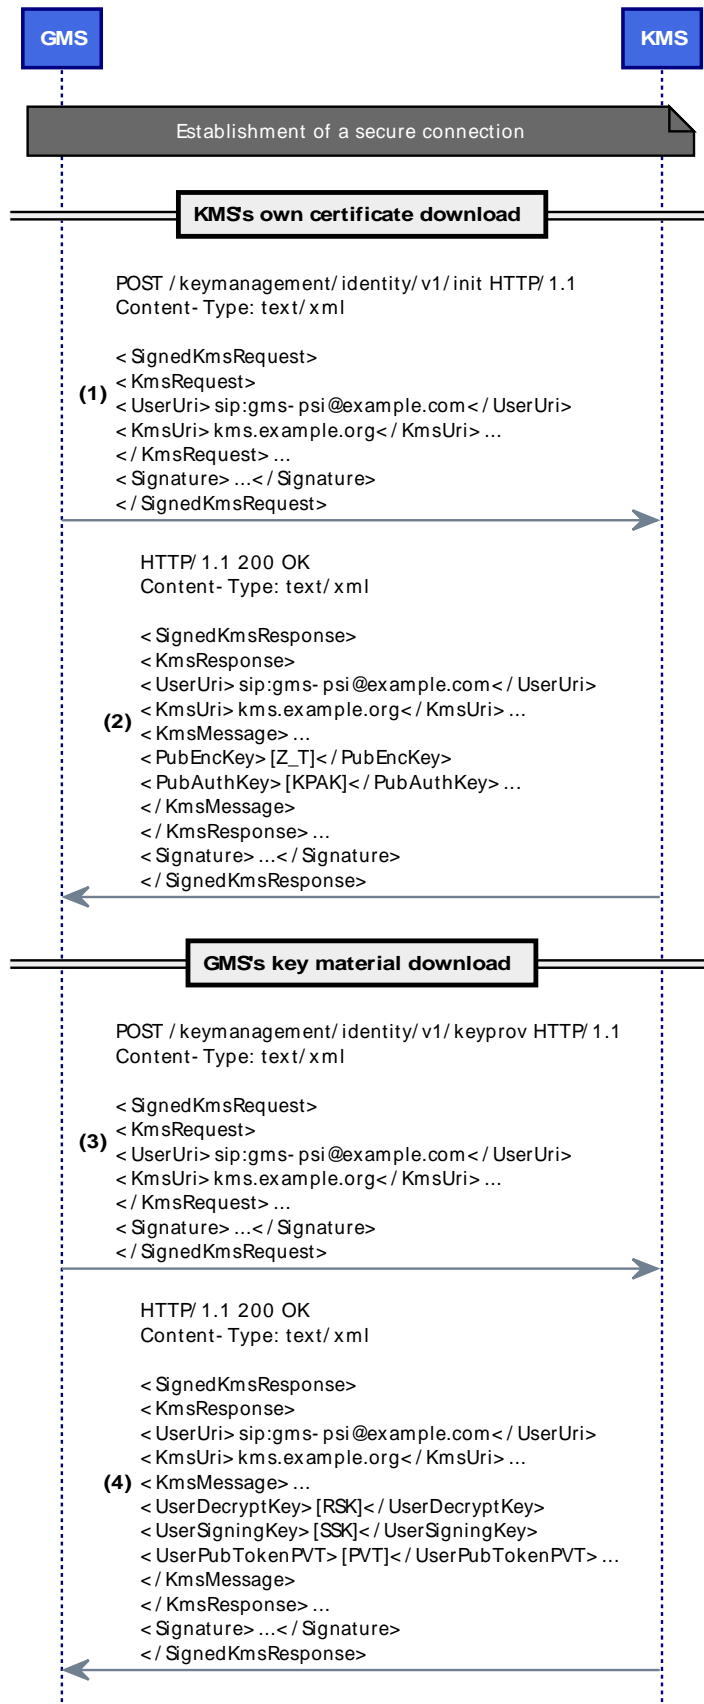 GMS KMS
Establishment of a secure connection
KMS's own certificate download
POST /keymanagement/identity/v1/init HTTP/1.1
Content-Type: text/xml
<SignedKmsRequest>
(1) <KmsRequest>
<UserUri>sip:gms-psi@example.com</UserUri>
<KmsUri>kms.example.org</KmsUri>...
</KmsRequest>...
<Signature>...</Signature>
</SignedKmsRequest>
HTTP/1.1 200 OK
Content-Type: text/xml
<SignedKmsResponse>
<KmsResponse>
<UserUri>sip:gms-psi@example.com</UserUri>
(2) <KmsUri>kms.example.org</KmsUri>...
<KmsMessage>...
<PubEncKey>[Z_T]</PubEncKey>
<PubAuthKey>[KPAK]</PubAuthKey>...
</KmsMessage>
</KmsResponse>...
<Signature>...</Signature>
</SignedKmsResponse>
GMS's key material download
POST /keymanagement/identity/v1/keyprov HTTP/1.1
Content-Type: text/xml
<SignedKmsRequest>
(3) <KmsRequest>
<UserUri>sip:gms-psi@example.com</UserUri>
<KmsUri>kms.example.org</KmsUri>...
</KmsRequest>...
<Signature>...</Signature>
</SignedKmsRequest>
HTTP/1.1 200 OK
Content-Type: text/xml
<SignedKmsResponse>
<KmsResponse>
<UserUri>sip:gms-psi@example.com</UserUri>
<KmsUri>kms.example.org</KmsUri>...
(4) <KmsMessage>...
<UserDecryptKey>[RSK]</UserDecryptKey>
<UserSigningKey>[SSK]</UserSigningKey>
<UserPubTokenPVT>[PVT]</UserPubTokenPVT>...
</KmsMessage>
</KmsResponse>...
<Signature>...</Signature>
</SignedKmsResponse>